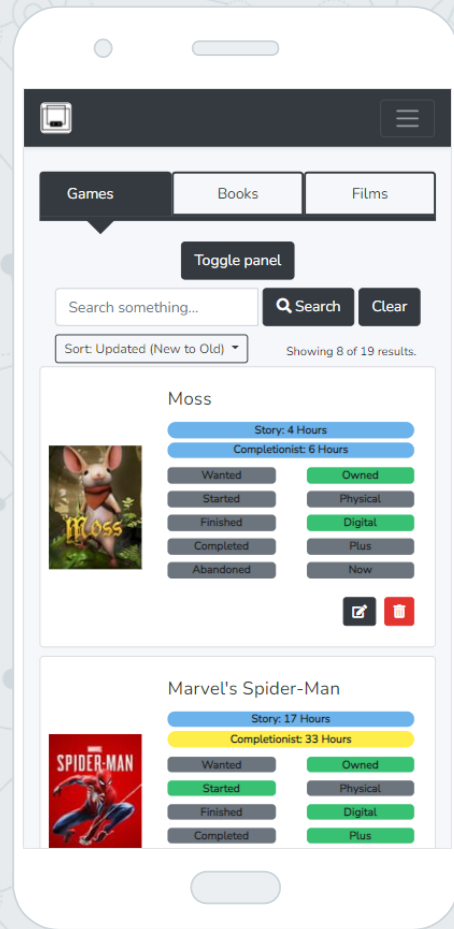 Games Books Films
Toggle panel
Search something... Search Clear
Sort: Updated (New to Old) Showing 8 of 19 results.
Moss
Story: 4 Hours
Completionist: 6 Hours
Wanted Owned
Started Physical
Finished Digital
Completed Plus
Abandoned Now
Moss
Marvel's Spider-Man
Story: 17 Hours
Completionist: 33 Hours
Wanted Owned
Started Physical
Finished Digital
Completed Plus
SPIDER-MAN